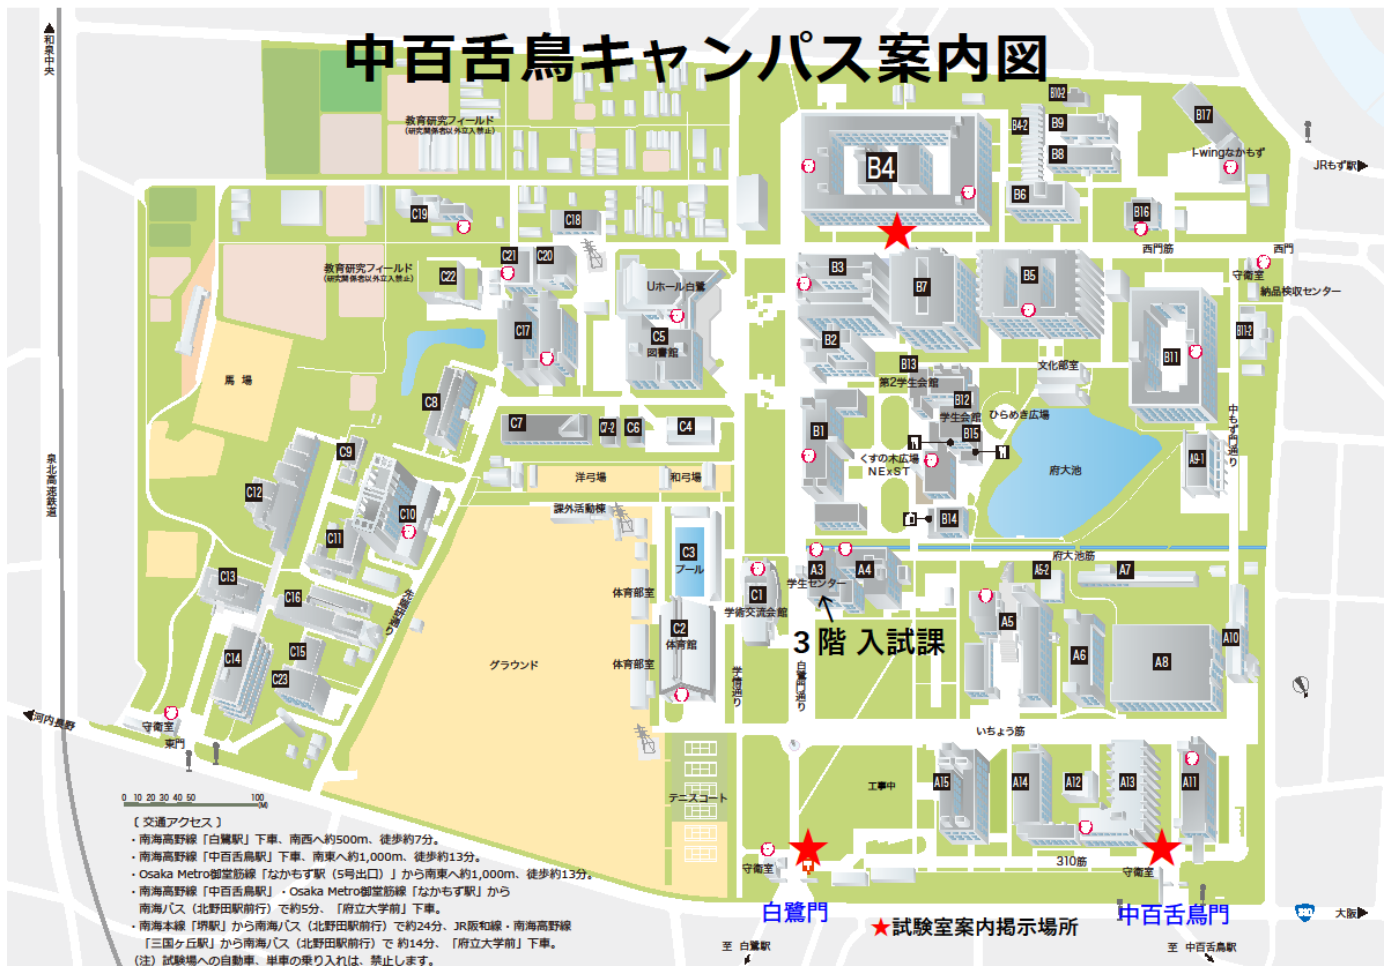 中百舌鳥キャンパス案内図
和泉中央
教育研究フィールド
(研究関係者以外立入禁止)
B4
B4-2
B10-2
B9
B8
B6
B17
I-wingなかもず
JRもず駅
B16
西門筋
西門
守衛室
納品検収センター
C19
C18
C21
C20
C22
教育研究フィールド
(研究関係者以外立入禁止)
Uホール白鷺
C17
C5
図書館
B3
B7
B5
B2
B11
B11-2
B13
第2学生会館
文化部室
B12
学生会館
ひらめき広場
B15
くすの木広場
NExST
B1
府大池
中もず門通り
A9-1
B14
府大池筋
馬場
C8
C7
C7-2
C6
C4
洋弓場
和弓場
課外活動棟
C9
C12
C10
C11
泉北高速鉄道
C13
C16
C14
C15
C23
C3
プール
体育部室
C2
体育館
体育部室
グラウンド
C1
学術交流会館
A3
学生センター
A4
3階 入試課
白鷺門通り
A5-2
A7
A5
A6
A8
A10
河内長野
守衛室
東門
いちょう筋
テニスコート
工事中
A15
A14
A12
A13
A11
310筋
守衛室
守衛室
白鷺門
中百舌鳥門
★試験室案内掲示場所
310
大阪
至 白鷺駅
至 中百舌鳥駅
0 10 20 30 40 50 100
(M)
〔 交通アクセス 〕
・南海高野線「白鷺駅」下車、南西へ約500m、徒歩約7分。
・南海高野線「中百舌鳥駅」下車、南東へ約1,000m、徒歩約13分。
・Osaka Metro御堂筋線「なかもず駅（5号出口）」から南東へ約1,000m、徒歩約13分。
・南海高野線「中百舌鳥駅」・Osaka Metro御堂筋線「なかもず駅」から
南海バス（北野田駅前行）で約5分、「府立大学前」下車。
・南海本線「堺駅」から南海バス（北野田駅前行）で約24分、JR阪和線・南海高野線
「三国ヶ丘駅」から南海バス（北野田駅前行）で 約14分、「府立大学前」下車。
（注）試験場への自動車、単車の乗り入れは、禁止します。